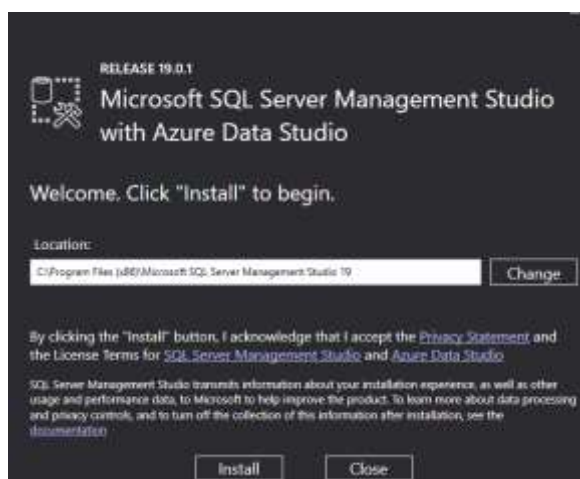 RELEASE 19.0.1
Microsoft SQL Server Management Studio
with Azure Data Studio
Welcome. Click "Install" to begin.
Location:
C:\Program Files (x86)\Microsoft SQL Server Management Studio 19
Change
By clicking the "Install" button, I acknowledge that I accept the Privacy Statement and
the License Terms for SQL Server Management Studio and Azure Data Studio
SQL Server Management Studio transmits information about your installation experience, as well as other
usage and performance data, to Microsoft to help improve the product. To learn more about data processing
and privacy controls, and to turn off the collection of this information after installation, see the
documentation
Install Close